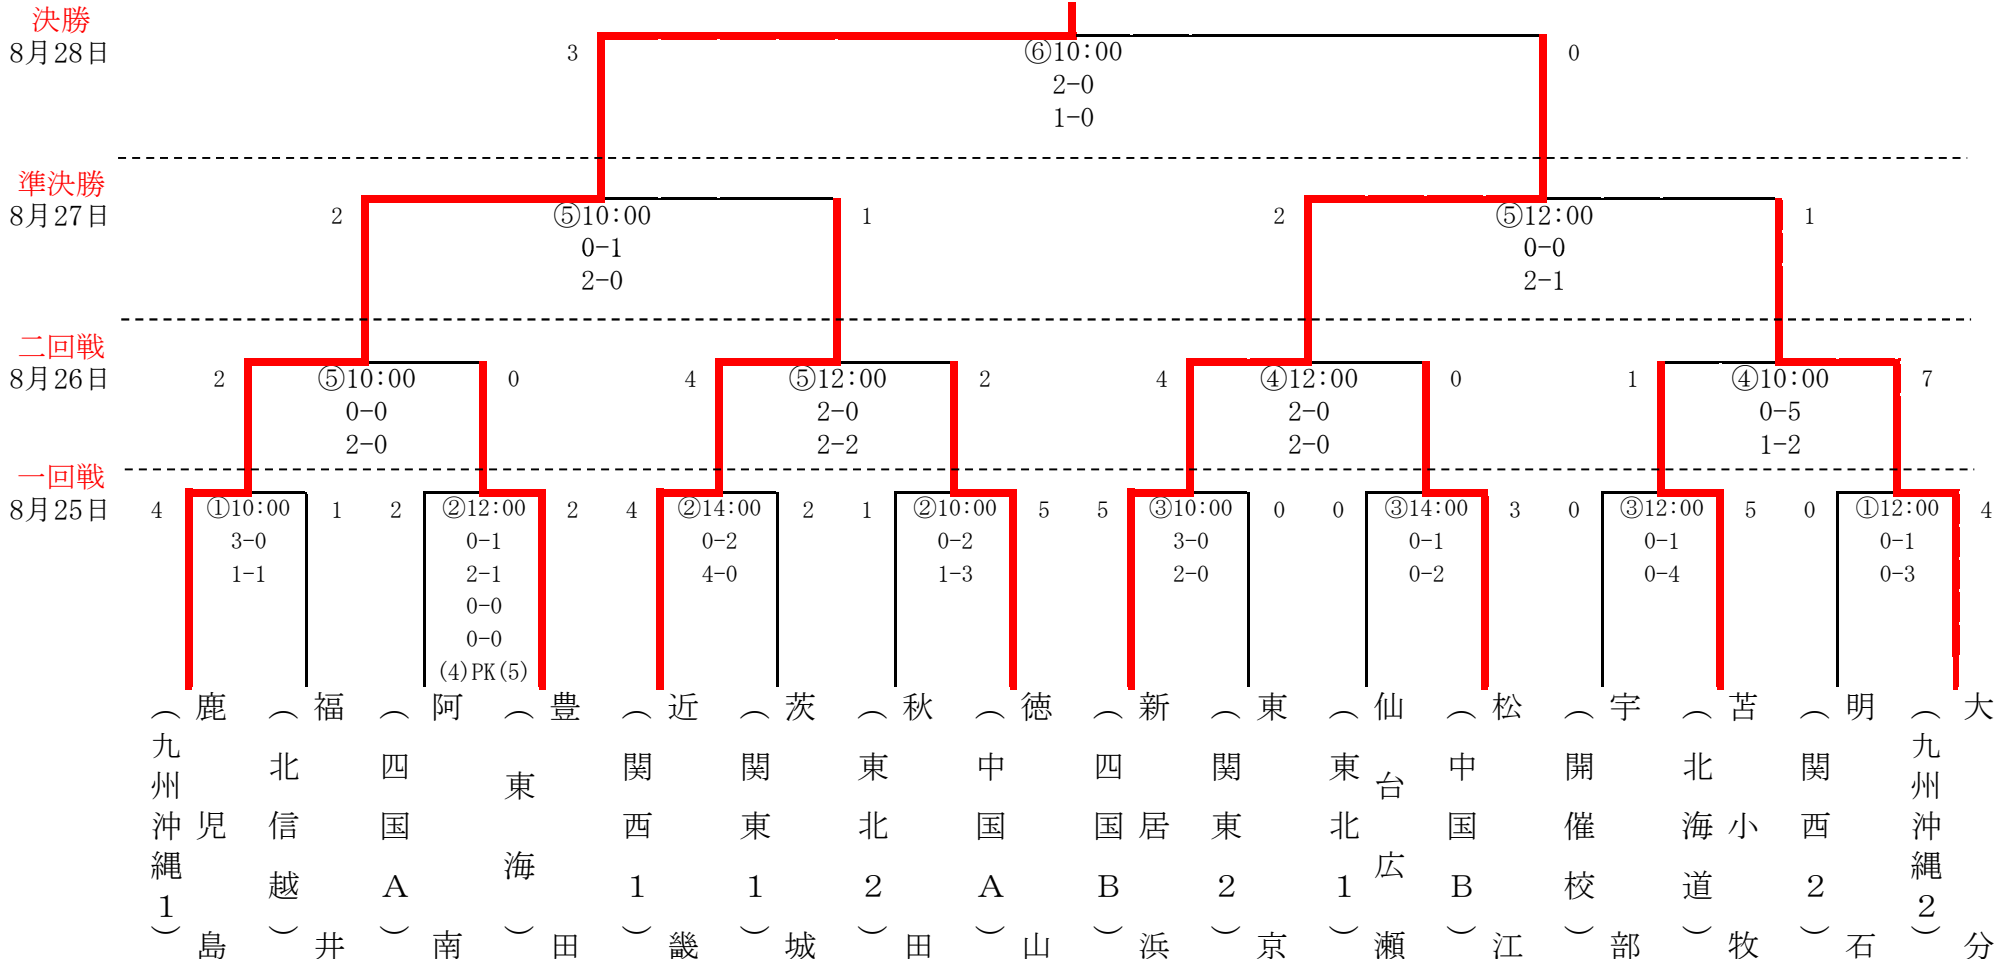 決勝
8月28日
3
⑥10:00
0
2-0
1-0
準決勝
8月27日
2
⑤10:00
1
2
⑤12:00
1
0-1
0-0
2-0
2-1
二回戦
8月26日
2
⑤10:00
0
4
⑤12:00
2
4
④12:00
0
1
④10:00
7
0-0
2-0
2-0
0-5
2-0
2-2
2-0
1-2
一回戦
8月25日
4
①10:00
1
2
②12:00
2
4
②14:00
2
1
②10:00
5
5
③10:00
0
0
③14:00
3
0
③12:00
5
0
①12:00
4
3-0
0-1
0-2
0-2
3-0
0-1
0-1
0-1
1-1
2-1
4-0
1-3
2-0
0-2
0-4
0-3
0-0
0-0
(4)PK(5)
鹿児島
(九州沖縄1)
福井
(北信越)
阿南
(四国A)
豊田
(東海)
近畿
(関西1)
茨城
(関東1)
秋田
(東北2)
徳山
(中国A)
新居浜
(四国B)
東京
(関東2)
仙台広瀬
(東北1)
松江
(中国B)
宇部
(開催校)
苫小牧
(北海道)
明石
(関西2)
大分
(九州沖縄2)